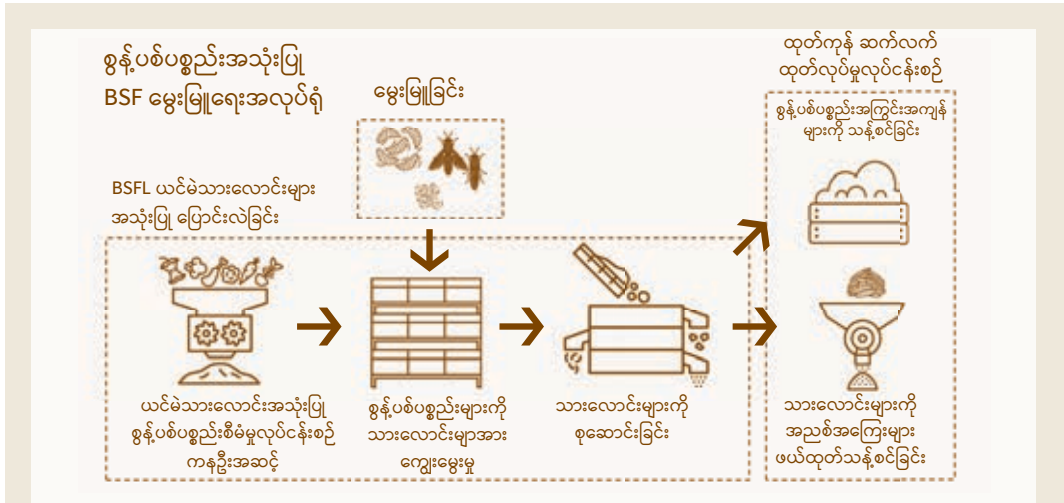 စွန့်ပစ်ပစ္စည်းအသုံးပြု
BSF မွေးမြူရေးအလုပ်ရုံ
မွေးမြူခြင်း
ထုတ်ကုန် ဆက်လက်
ထုတ်လုပ်မှုလုပ်ငန်းစဉ်
စွန့်ပစ်ပစ္စည်းအကြွင်းအကျန်
များကို သန့်စင်ခြင်း
BSFL ယင်မဲသားလောင်းများ
အသုံးပြု ပြောင်းလဲခြင်း
ယင်မဲသားလောင်းအသုံးပြု
စွန့်ပစ်ပစ္စည်းစီမံမှုလုပ်ငန်းစဉ်
ကနဦးအဆင့်
စွန့်ပစ်ပစ္စည်းများကို
သားလောင်းမျာအား
ကျွေးမွေးမှု
သားလောင်းများကို
စုဆောင်းခြင်း
သားလောင်းများကို
အညစ်အကြေးများ
ဖယ်ထုတ်သန့်စင်ခြင်း